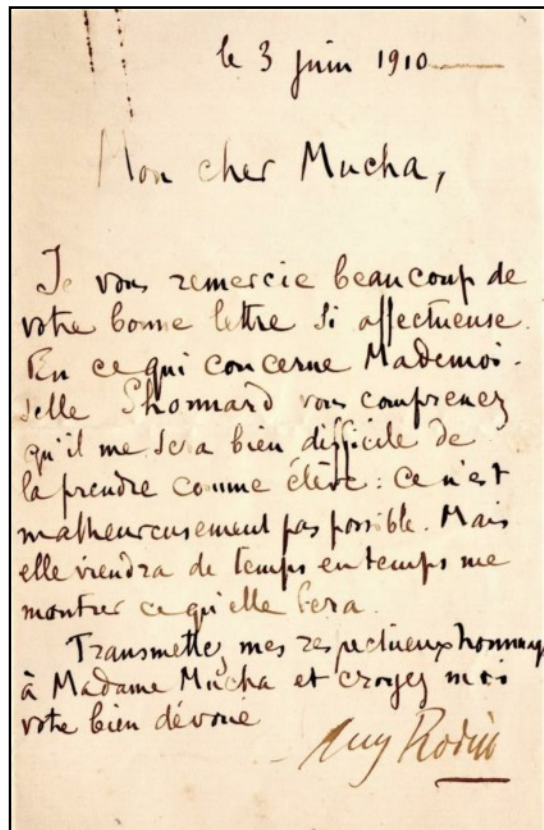 le 3 juin 1910
Mon cher Mucha,
Je vous remercie beaucoup de
votre bonne lettre si affectueuse.
En ce qui concerne Mademoi-
selle Shonnard vous comprenez
qu'il me sera bien difficile de
la prendre comme élève : ce n'est
malheureusement pas possible. Mais
elle viendra de temps en temps me
montrer ce qu'elle fera.
Transmettez mes respectueux hommag
à Madame Mucha et croyez moi
votre bien dévoué
Aug Rodin